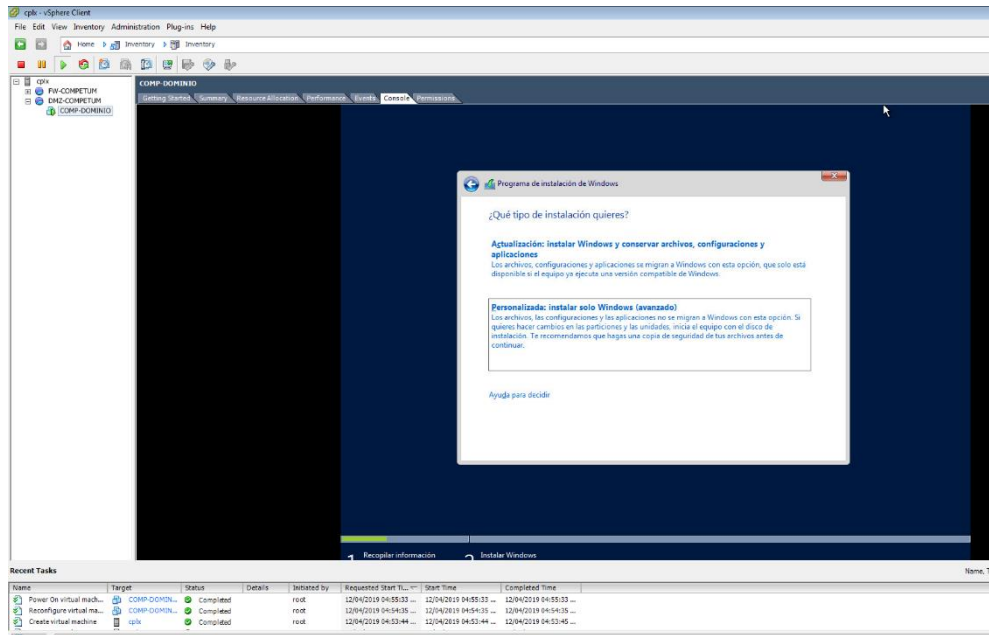 cplx - vSphere Client
File Edit View Inventory Administration Plug-ins Help
Home Inventory Inventory
cplx
FW-COMPETUM
DMZ-COMPETUM
COMP-DOMINIO
COMP-DOMINIO
Getting Started Summary Resource Allocation Performance Events Console Permissions
Programa de instalación de Windows
¿Qué tipo de instalación quieres?
Actualización: instalar Windows y conservar archivos, configuraciones y
aplicaciones
Los archivos, configuraciones y aplicaciones se migran a Windows con esta opción, que solo está
disponible si el equipo ya ejecuta una versión compatible de Windows.
Personalizada: instalar solo Windows (avanzado)
Los archivos, las configuraciones y las aplicaciones no se migran a Windows con esta opción. Si
quieres hacer cambios en las particiones y las unidades, inicia el equipo con el disco de
instalación. Te recomendamos que hagas una copia de seguridad de tus archivos antes de
continuar.
Ayuda para decidir
1 Recopilar información 2 Instalar Windows
Recent Tasks
Name, T
Name Target Status Details Initiated by Requested Start Ti... Start Time Completed Time
Power On virtual mach... COMP-DOMIN... Completed root 12/04/2019 04:55:33 ... 12/04/2019 04:55:33 ... 12/04/2019 04:55:33 ...
Reconfigure virtual ma... COMP-DOMIN... Completed root 12/04/2019 04:54:35 ... 12/04/2019 04:54:35 ... 12/04/2019 04:54:35 ...
Create virtual machine cplx Completed root 12/04/2019 04:53:44 ... 12/04/2019 04:53:44 ... 12/04/2019 04:53:45 ...